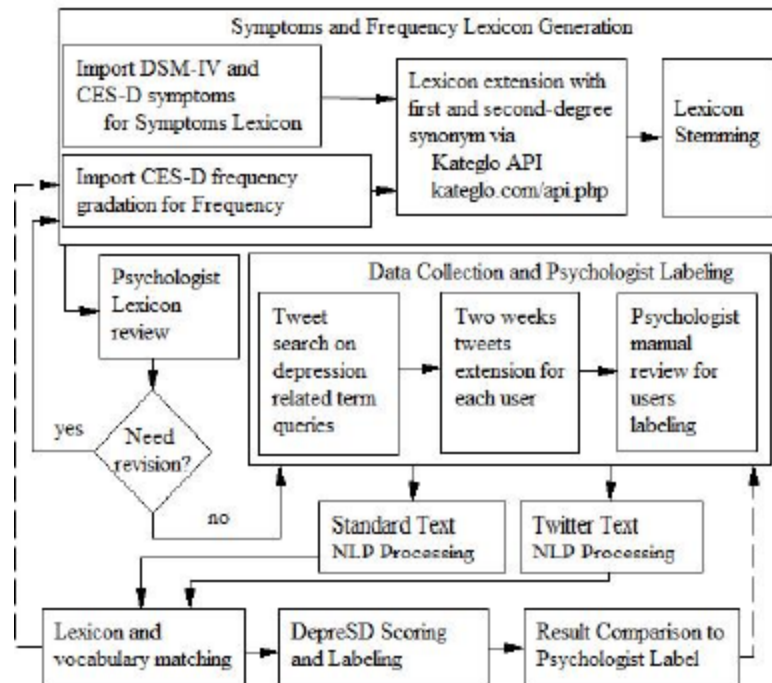 Symptoms and Frequency Lexicon Generation
Import DSM-IV and
CES-D symptoms
for Symptoms Lexicon
Lexicon extension with
first and second-degree
synonym via
Kateglo API
kateglo.com/api.php
Lexicon
Stemming
Import CES-D frequency
gradation for Frequency
Psychologist
Lexicon
review
Data Collection and Psychologist Labeling
Tweet
search on
depression
related term
queries
Two weeks
tweets
extension for
each user
Psychologist
manual
review for
users
labeling
yes
Need
revision?
no
Standard Text
NLP Processing
Twitter Text
NLP Processing
Lexicon and
vocabulary matching
DepreSD Scoring
and Labeling
Result Comparison to
Psychologist Label